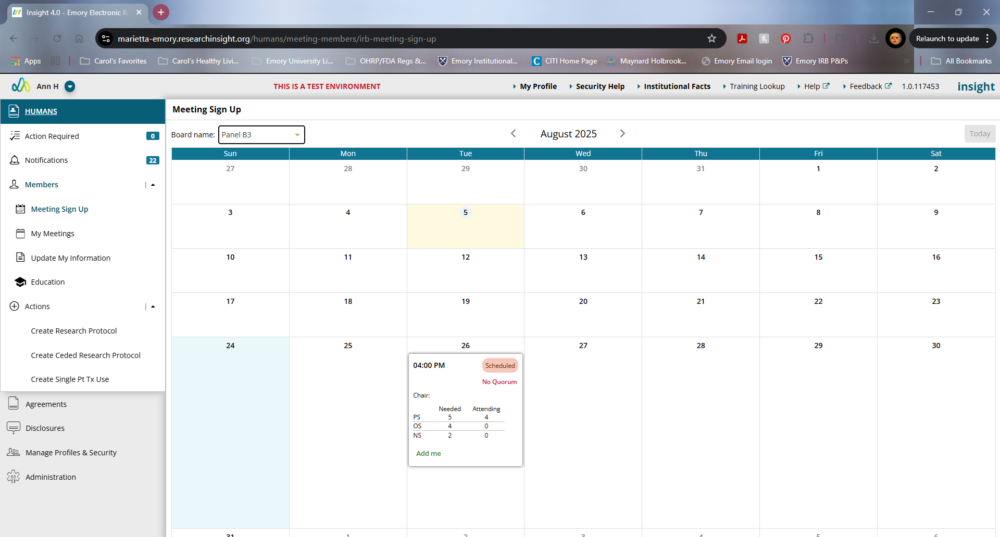 Insight 4.0 - Emory Electronic R
marietta-emory.researchinsight.org/humans/meeting-members/irb-meeting-sign-up
Relaunch to update
Apps
Carol's Favorites
Carol's Healthy Livi...
Emory University Li...
OHRP/FDA Regs &...
Emory Institutional...
CITI Home Page
Maynard Holbrook...
Emory Email login
Emory IRB P&Ps
All Bookmarks
Ann H
THIS IS A TEST ENVIRONMENT
My Profile
Security Help
Institutional Facts
Training Lookup
Help
Feedback
1.0.117453
insight
HUMANS
Action Required 0
Notifications 22
Members
Meeting Sign Up
My Meetings
Update My Information
Education
Actions
Create Research Protocol
Create Ceded Research Protocol
Create Single Pt Tx Use
Agreements
Disclosures
Manage Profiles & Security
Administration
Meeting Sign Up
Board name: Panel B3
August 2025
Today
Sun Mon Tue Wed Thu Fri Sat
27 28 29 30 31 1 2
3 4 5 6 7 8 9
10 11 12 13 14 15 16
17 18 19 20 21 22 23
24 25 26 27 28 29 30
04:00 PM Scheduled
No Quorum
Chair:
Needed Attending
PS 5 4
OS 4 0
NS 2 0
Add me
31 1 2 3 4 5 6